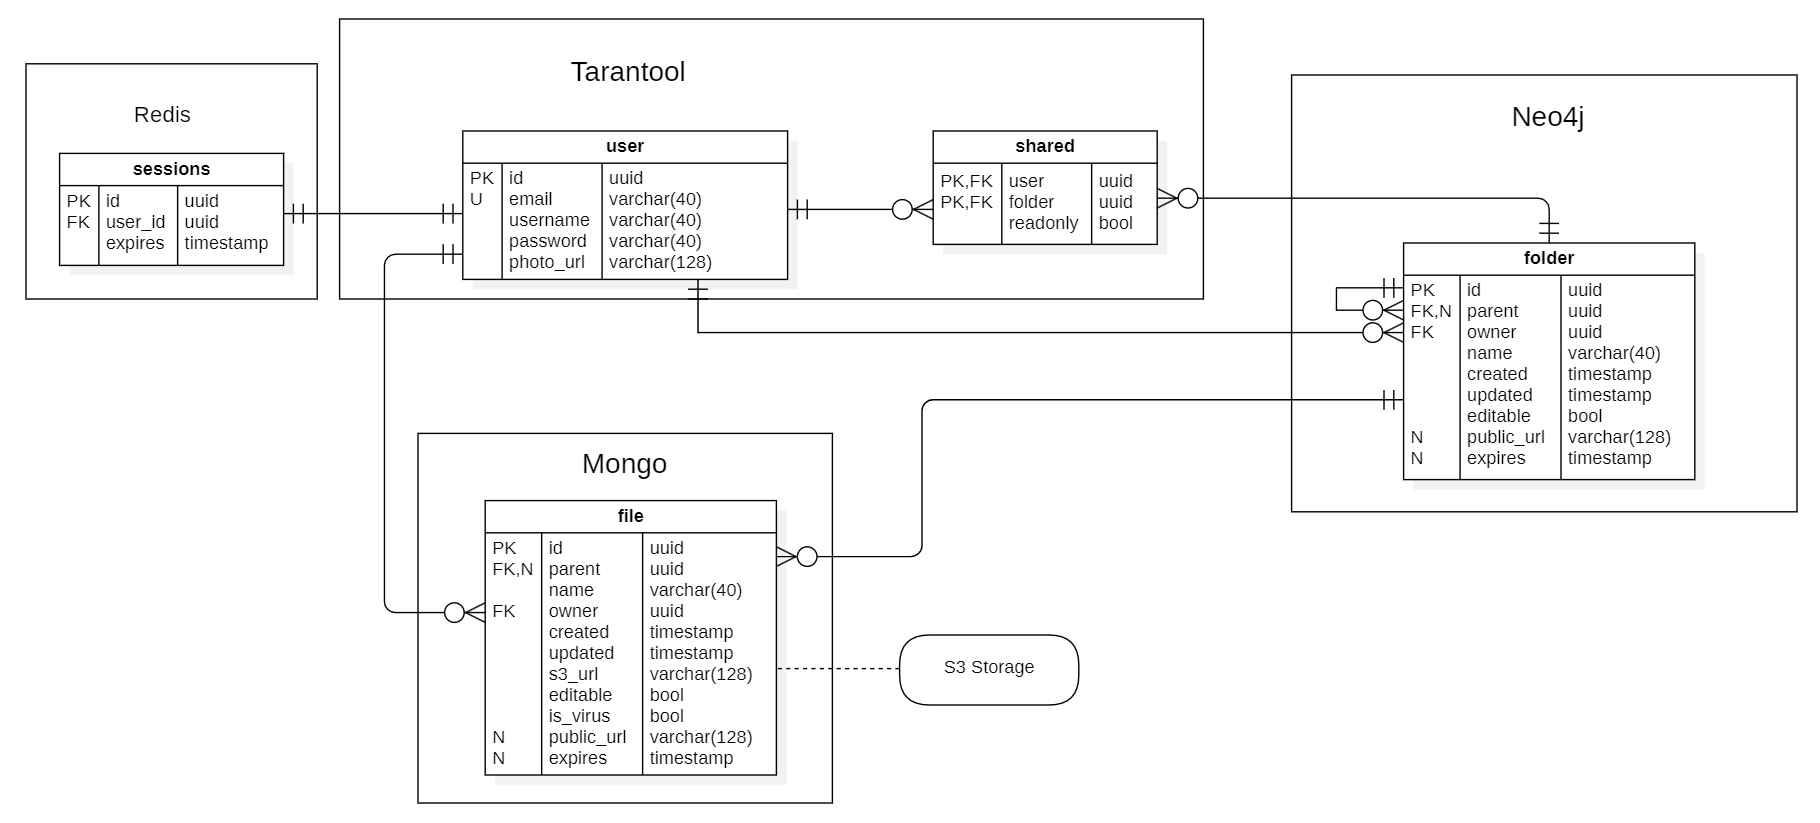 Redis
sessions
PK id uuid
FK user_id uuid
expires timestamp
Tarantool
user
PK id uuid
U email varchar(40)
username varchar(40)
password varchar(40)
photo_url varchar(128)
shared
PK,FK user uuid
PK,FK folder uuid
readonly bool
Neo4j
folder
PK id uuid
FK,N parent uuid
FK owner uuid
name varchar(40)
created timestamp
updated timestamp
editable bool
N public_url varchar(128)
N expires timestamp
Mongo
file
PK id uuid
FK,N parent uuid
name varchar(40)
FK owner uuid
created timestamp
updated timestamp
s3_url varchar(128)
editable bool
is_virus bool
N public_url varchar(128)
N expires timestamp
S3 Storage